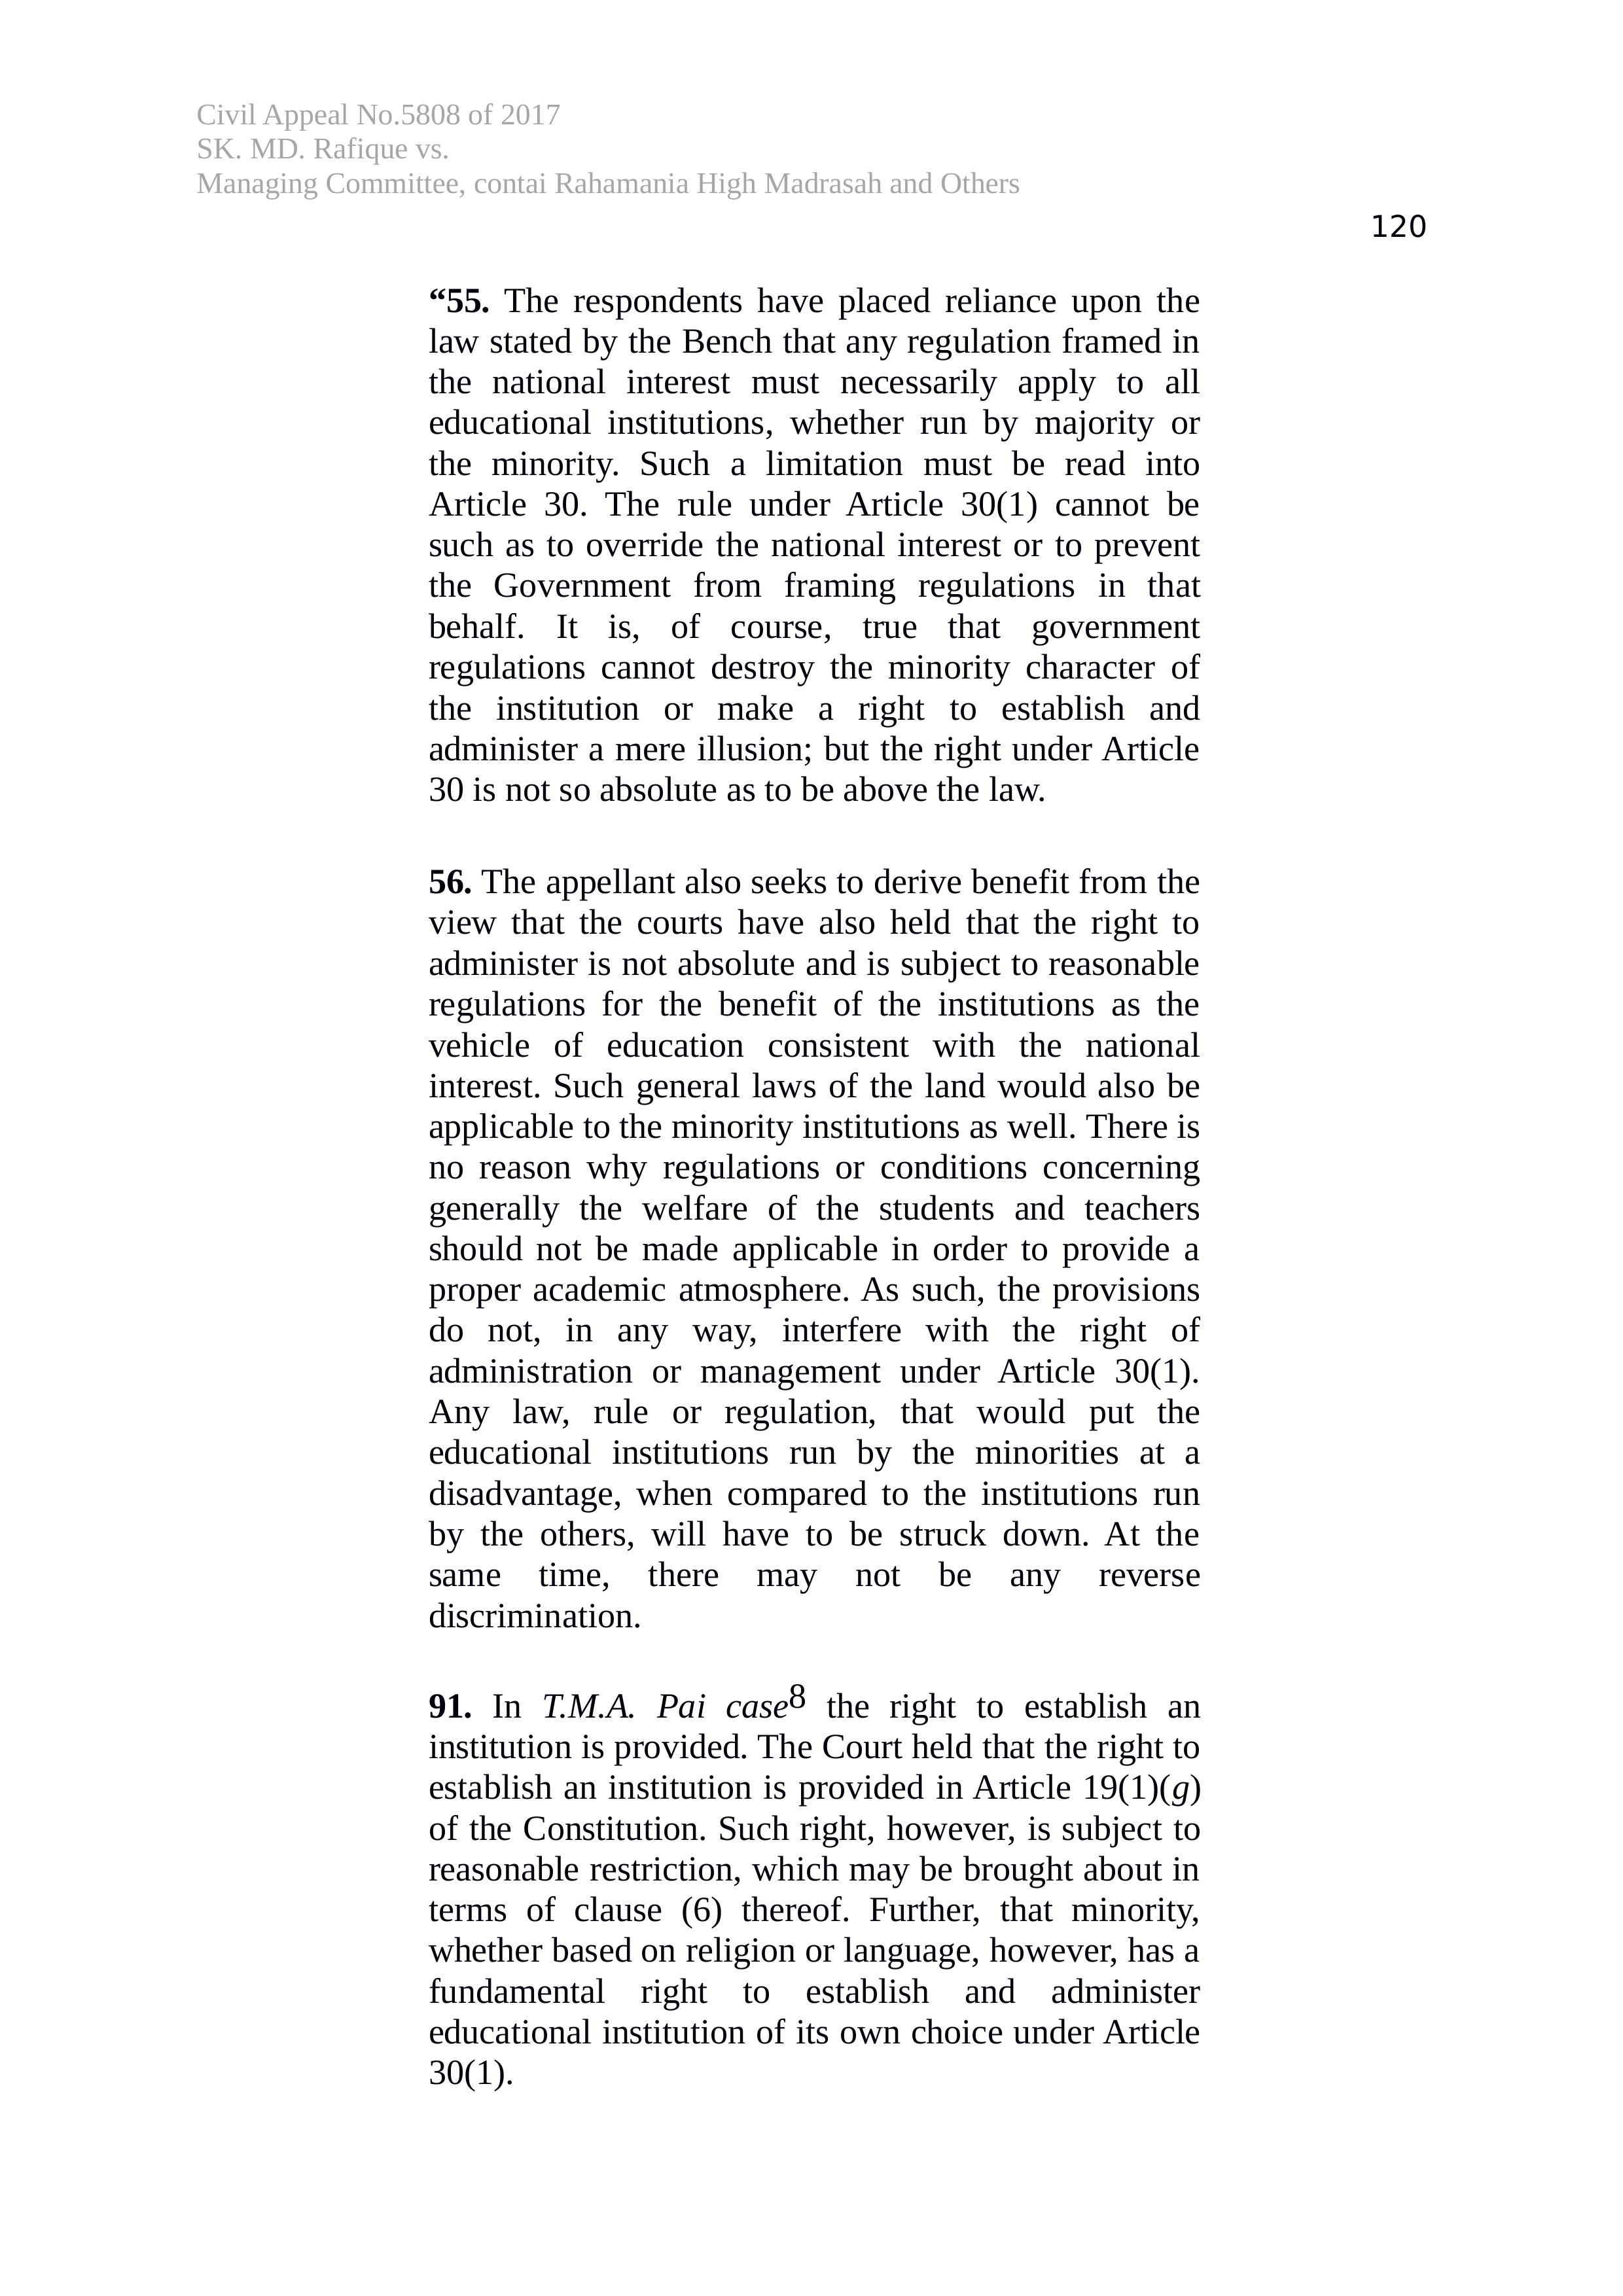 Civil Appeal No.5808 of 2017
SK. MD. Rafique vs.
Managing Committee, contai Rahamania High Madrasah and Others
120
“55. The respondents have placed reliance upon the
law stated by the Bench that any regulation framed in
the national interest must necessarily apply to all
educational institutions, whether run by majority or
the minority. Such a limitation must be read into
Article 30. The rule under Article 30(1) cannot be
such as to override the national interest or to prevent
the Government from framing regulations in that
behalf. It is, of course, true that government
regulations cannot destroy the minority character of
the institution or make a right to establish and
administer a mere illusion; but the right under Article
30 is not so absolute as to be above the law.
56. The appellant also seeks to derive benefit from the
view that the courts have also held that the right to
administer is not absolute and is subject to reasonable
regulations for the benefit of the institutions as the
vehicle of education consistent with the national
interest. Such general laws of the land would also be
applicable to the minority institutions as well. There is
no reason why regulations or conditions concerning
generally the welfare of the students and teachers
should not be made applicable in order to provide a
proper academic atmosphere. As such, the provisions
do not, in any way, interfere with the right of
administration or management under Article 30(1).
Any law, rule or regulation, that would put the
educational institutions run by the minorities at a
disadvantage, when compared to the institutions run
by the others, will have to be struck down. At the
same time, there may not be any reverse
discrimination.
91. In T.M.A. Pai case8 the right to establish an
institution is provided. The Court held that the right to
establish an institution is provided in Article 19(1)(g)
of the Constitution. Such right, however, is subject to
reasonable restriction, which may be brought about in
terms of clause (6) thereof. Further, that minority,
whether based on religion or language, however, has a
fundamental right to establish and administer
educational institution of its own choice under Article
30(1).